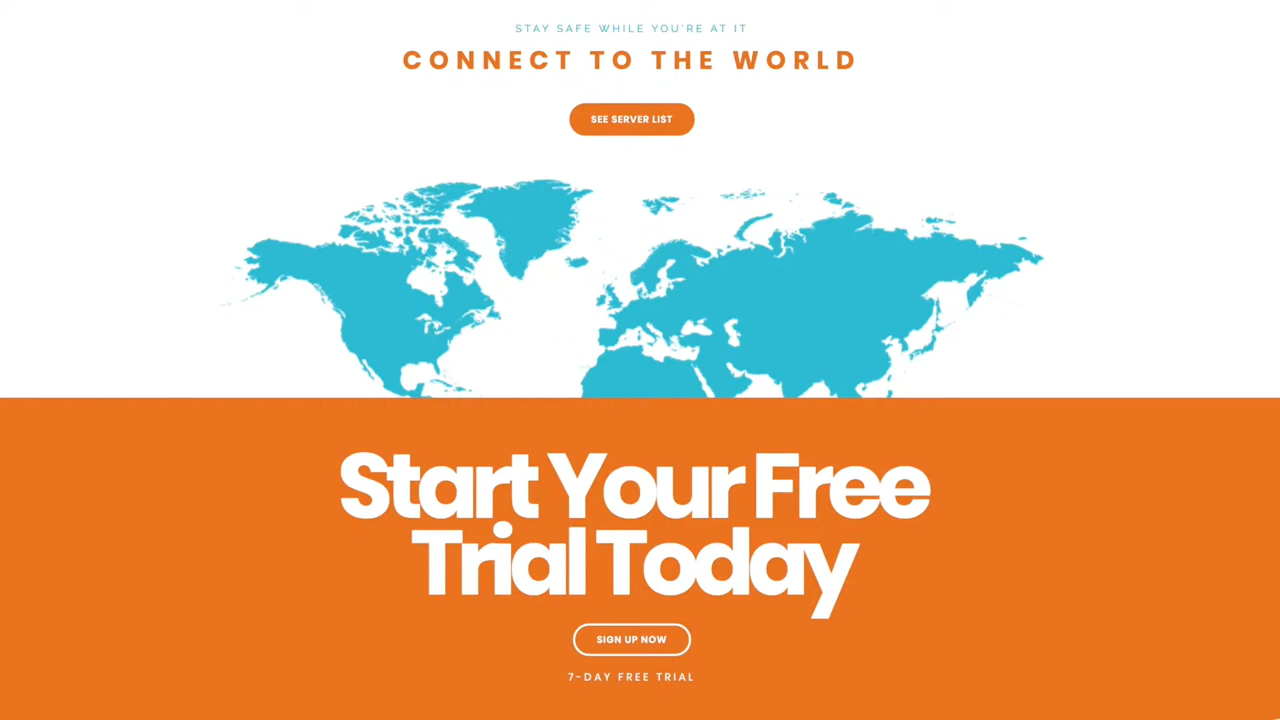 STAY SAFE WHILE YOU'RE AT IT
CONNECT TO THE WORLD
SEE SERVER LIST
Start Your Free
Trial Today
SIGN UP NOW
7-DAY FREE TRIAL